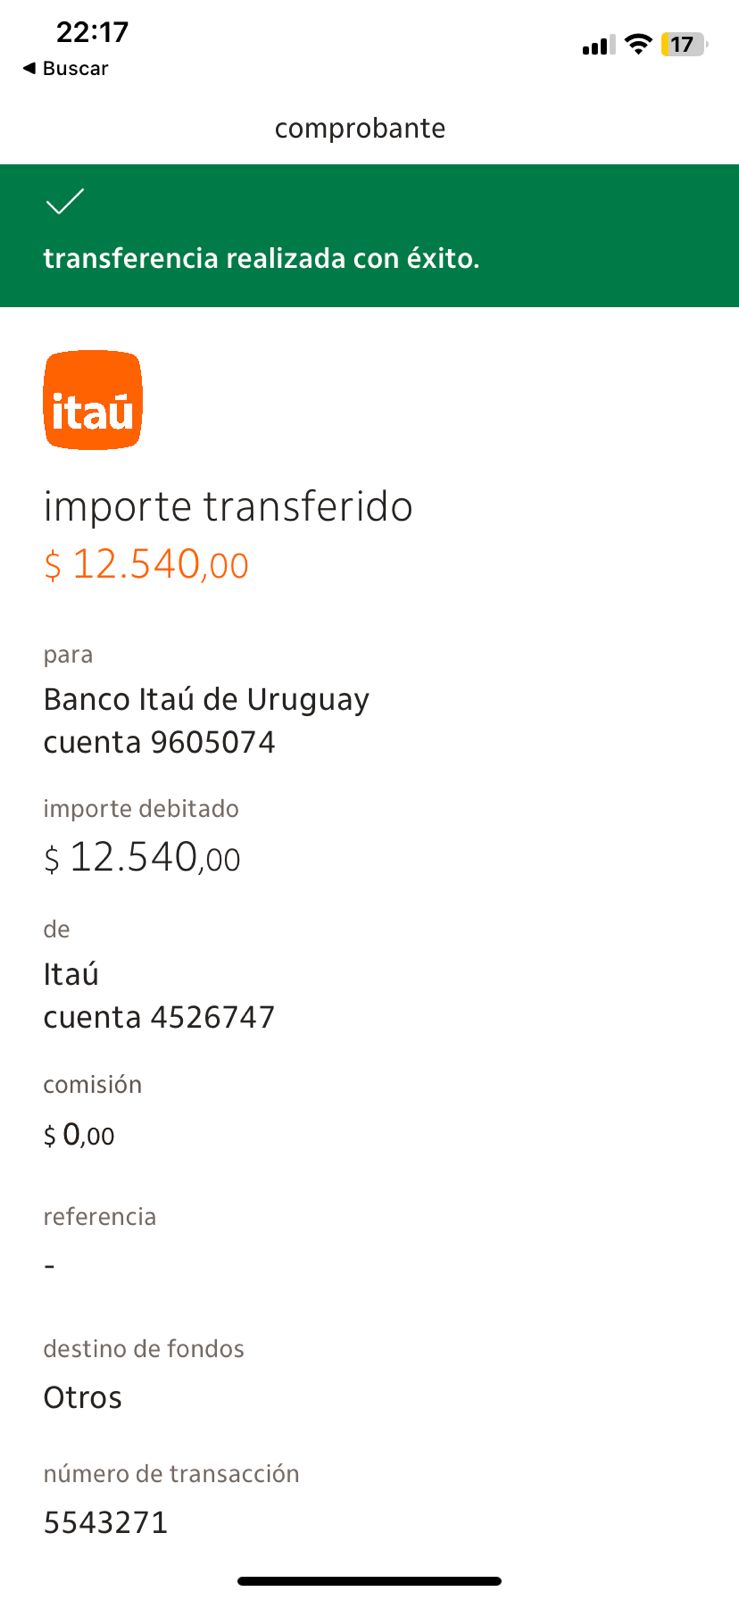 22:17
17
◀ Buscar
comprobante
transferencia realizada con éxito.
itaú
importe transferido
$ 12.540,00
para
Banco Itaú de Uruguay
cuenta 9605074
importe debitado
$ 12.540,00
de
Itaú
cuenta 4526747
comisión
$ 0,00
referencia
-
destino de fondos
Otros
número de transacción
5543271